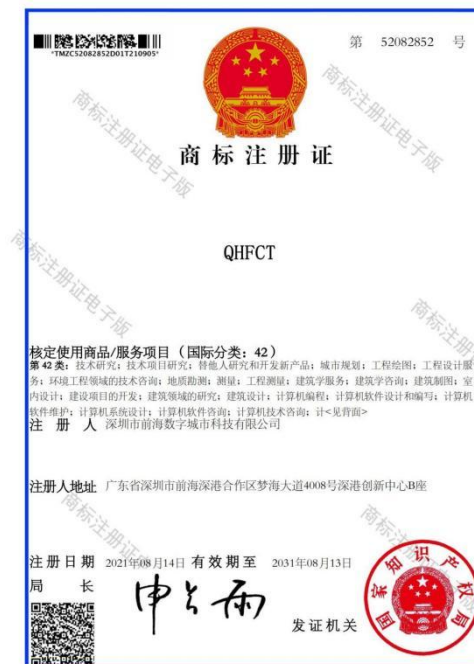 *TMZC52082852D01T210905*
第 52082852 号
商标注册证
QHFCT
核定使用商品/服务项目（国际分类：42）
第 42 类：技术研究；技术项目研究；替他人研究和开发新产品；城市规划；工程绘图；工程设计服
务；环境工程领域的技术咨询；地质勘测；测量；工程测量；建筑学服务；建筑学咨询；建筑制图；室
内设计；建设项目的开发；建筑领域的研究；建筑设计；计算机编程；计算机软件设计和编写；计算机
软件维护；计算机系统设计；计算机软件咨询；计算机技术咨询；计<见背面>
注 册 人 深圳市前海数字城市科技有限公司
注册人地址 广东省深圳市前海深港合作区梦海大道4008号深港创新中心B座
注册日期 2021年08月14日 有效期至 2031年08月13日
局 长 申长雨
发证机关
国家知识产权局
商标注册证电子版
商标注册证电子版
商标注册证电子版
商标注册证
商标注册证电子版
商标注册证